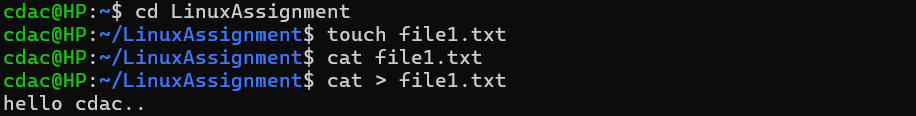 cdac@HP:~$ cd LinuxAssignment
cdac@HP:~/LinuxAssignment$ touch file1.txt
cdac@HP:~/LinuxAssignment$ cat file1.txt
cdac@HP:~/LinuxAssignment$ cat > file1.txt
hello cdac..